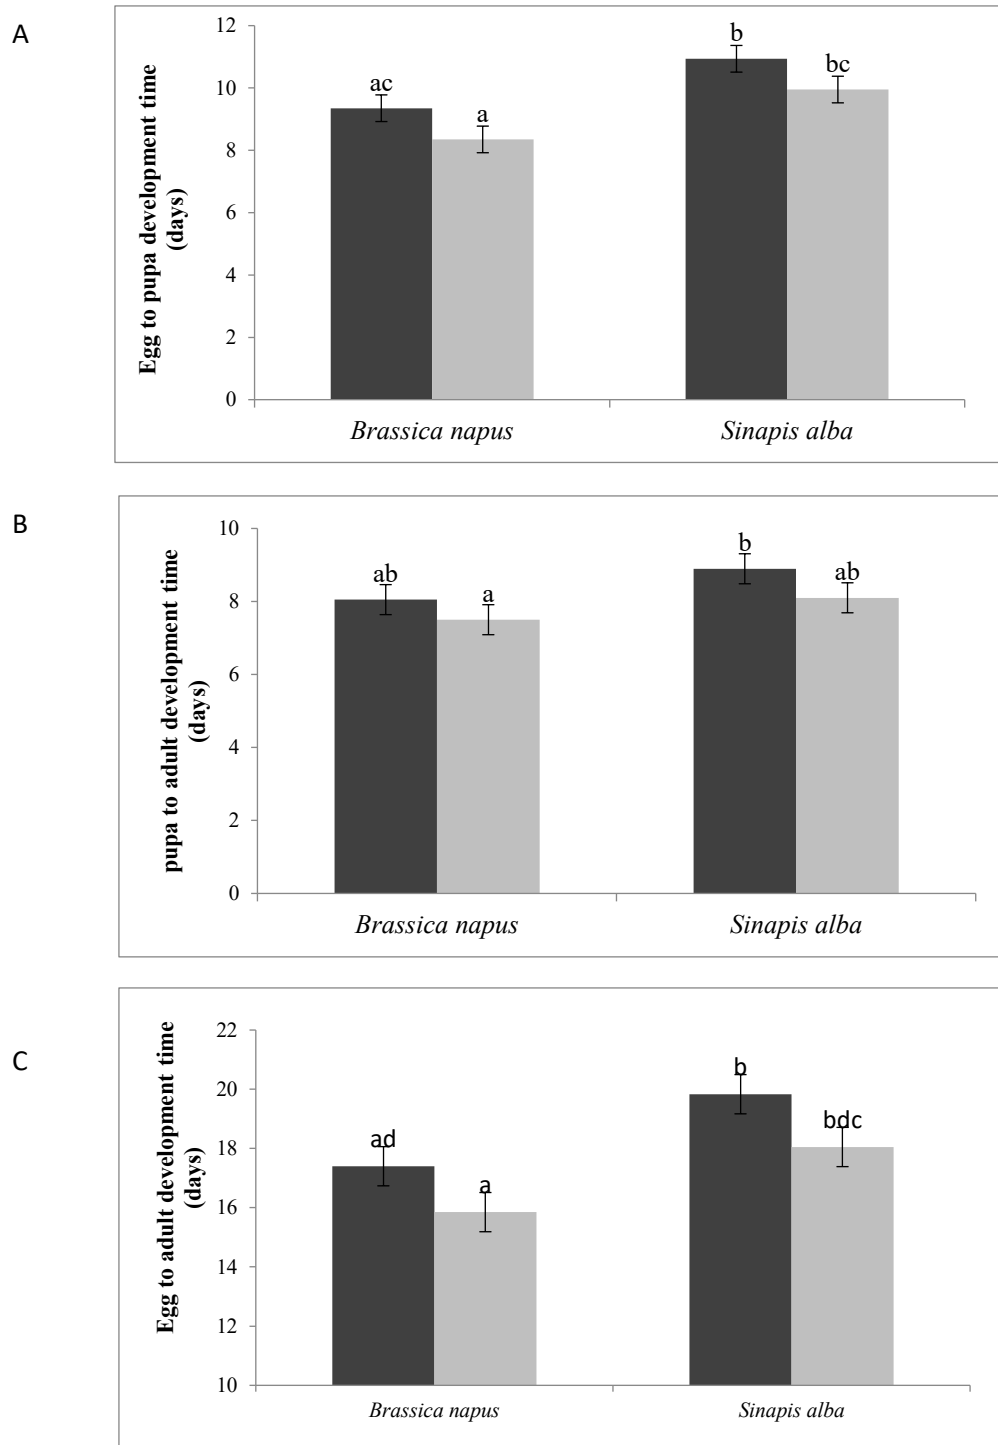 A
Egg to pupa development time
(days)
12
10
8
6
4
2
0
ac
a
b
bc
Brassica napus
Sinapis alba
B
pupa to adult development time
(days)
10
8
6
4
2
0
ab
a
b
ab
Brassica napus
Sinapis alba
C
Egg to adult development time
(days)
22
20
18
16
14
12
10
ad
a
b
bdc
Brassica napus
Sinapis alba